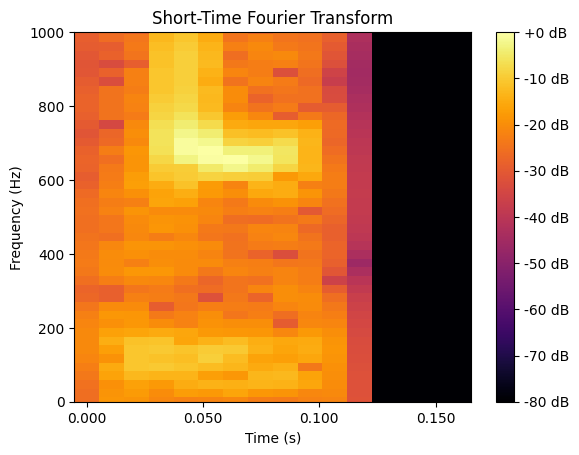 Short-Time Fourier Transform
1000
800
600
400
200
0
Frequency (Hz)
0.000
0.050
0.100
0.150
Time (s)
+0 dB
-10 dB
-20 dB
-30 dB
-40 dB
-50 dB
-60 dB
-70 dB
-80 dB